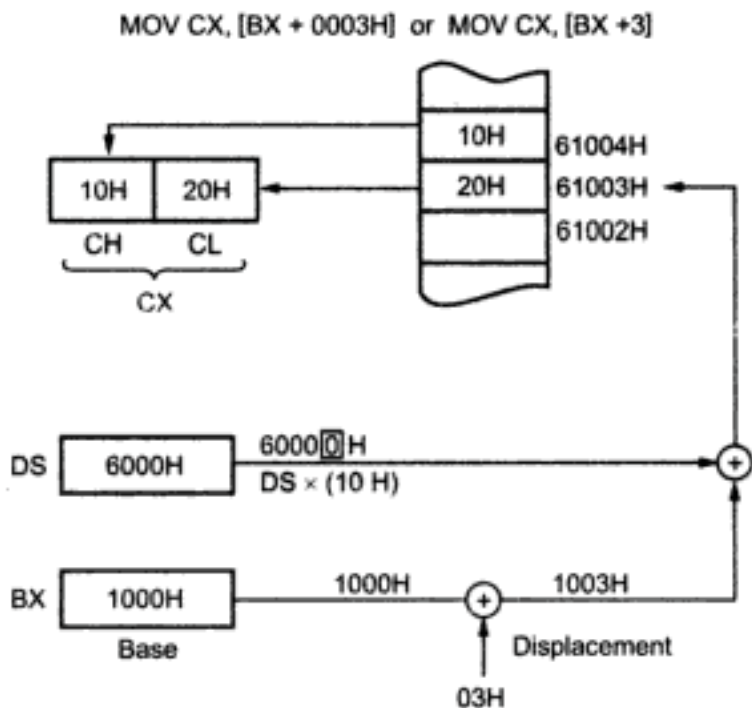 MOV CX, [BX + 0003H] or MOV CX, [BX +3]
10H
61004H
10H
20H
20H
61003H
61002H
CH
CL
CX
60000H
DS
6000H
DS × (10 H)
+
BX
1000H
1000H
+
1003H
Base
Displacement
03H